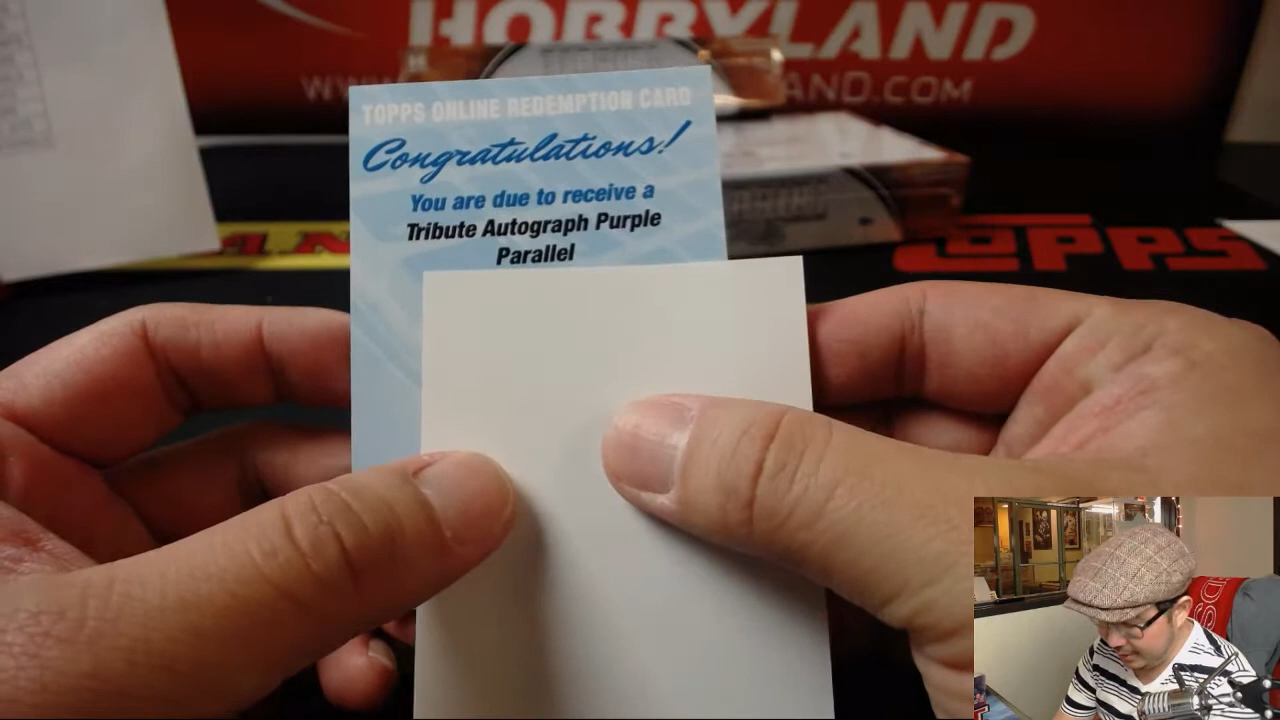 HOBBYLAND
TOPPS ONLINE REDEMPTION CARD
Congratulations!
You are due to receive a
Tribute Autograph Purple
Parallel
TOPPS